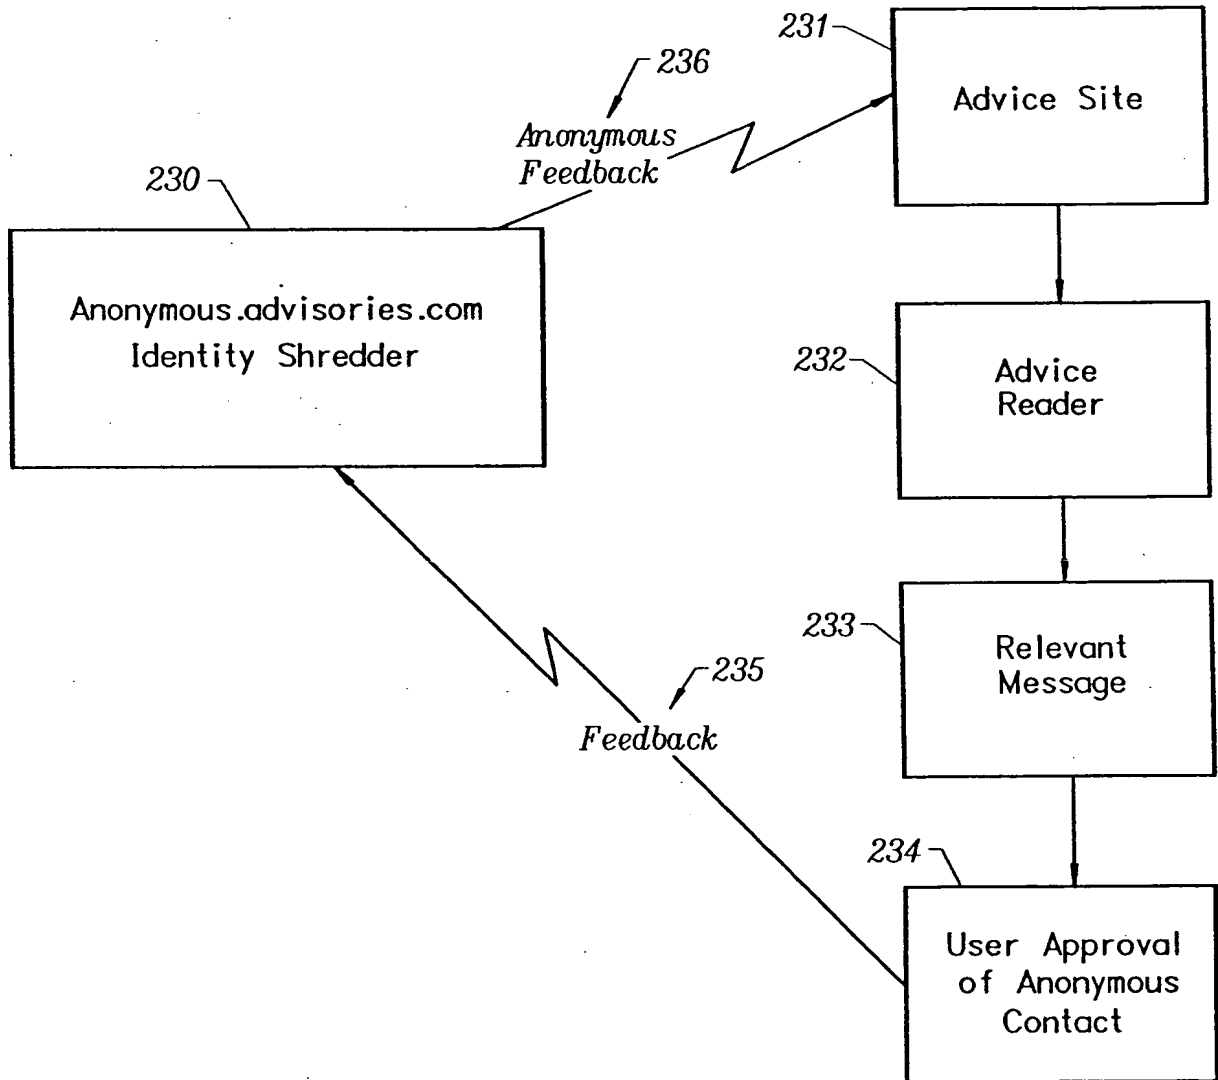 231
Advice Site
236
Anonymous
Feedback
230
Anonymous.advisories.com
Identity Shredder
232
Advice
Reader
233
Relevant
Message
235
Feedback
234
User Approval
of Anonymous
Contact